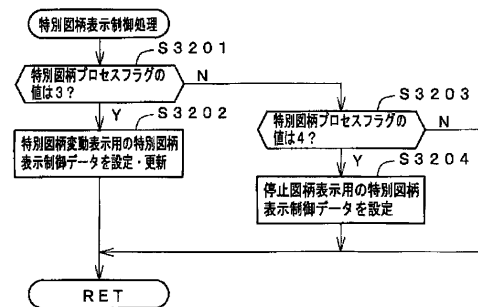 特別図柄表示制御処理
S3201
特別図柄プロセスフラグの
値は3?
N
Y
S3202
特別図柄変動表示用の特別図柄
表示制御データを設定・更新
S3203
特別図柄プロセスフラグの
値は4?
N
Y
S3204
停止図柄表示用の特別図柄
表示制御データを設定
RET